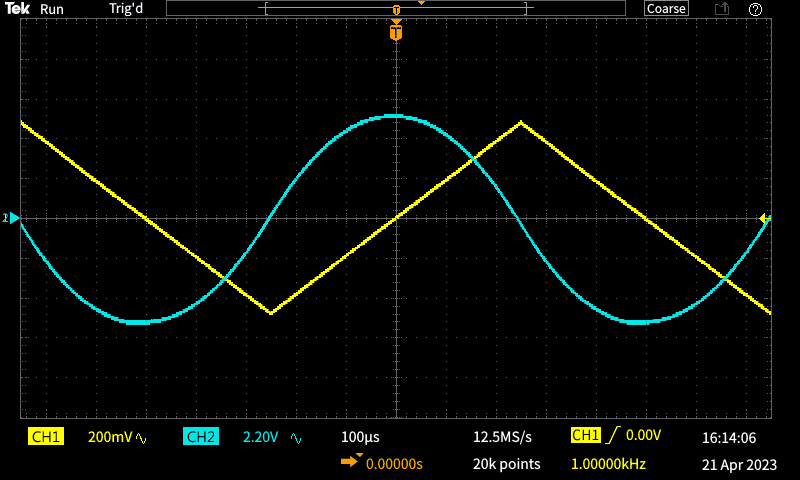 Tek Run Trig'd T Coarse ?
T
2
CH1 200mV CH2 2.20V 100µs 12.5MS/s CH1 0.00V 16:14:06
0.00000s 20k points 1.00000kHz 21 Apr 2023